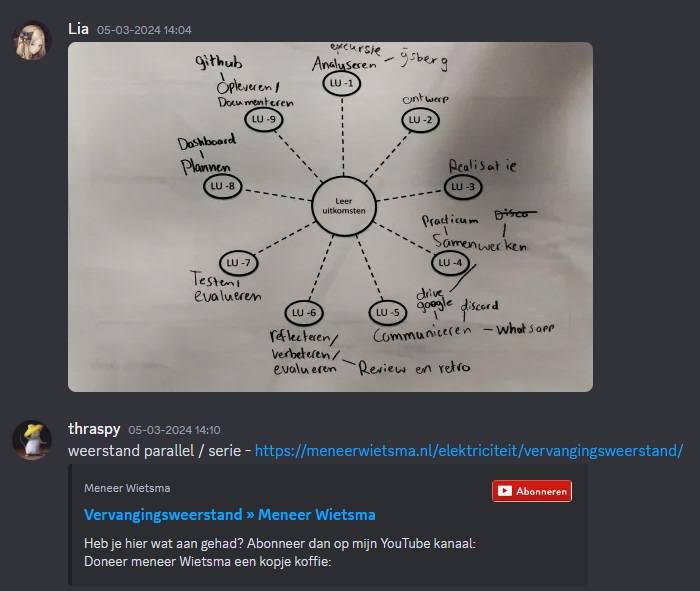 Lia 05-03-2024 14:04
excursie
Analyseren - ijsberg
LU -1
github
Opleveren /
Documenteren
LU -9
ontwerp
LU -2
Dashboard
Plannen
LU -8
Realisatie
LU -3
Leer
uitkomsten
Practicum Disco
Samenwerken
LU -4
LU -7
Testen,
evalueren
drive
google discord
LU -6
LU -5
Communiceren - Whatsapp
reflecteren/
verbeteren/
evalueren - Review en retro
thraspy 05-03-2024 14:10
weerstand parallel / serie - https://meneerwietsma.nl/elektriciteit/vervangingsweerstand/
Meneer Wietsma
Abonneren
Vervangingsweerstand » Meneer Wietsma
Heb je hier wat aan gehad? Abonneer dan op mijn YouTube kanaal:
Doneer meneer Wietsma een kopje koffie: